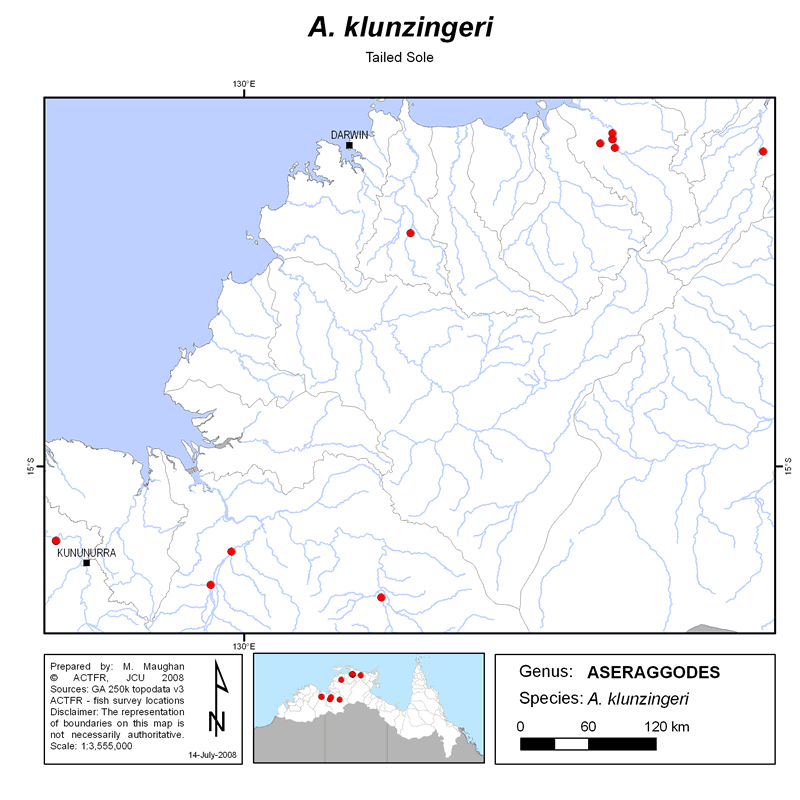 A. klunzingeri
Tailed Sole
130°E
DARWIN
15°S
15°S
KUNUNURRA
130°E
Prepared by: M. Maughan
© ACTFR, JCU 2008
Sources: GA 250k topodata v3
ACTFR - fish survey locations
Disclaimer: The representation
of boundaries on this map is
not necessarily authoritative.
Scale: 1:3,555,000
14-July-2008
N
Genus: ASERAGGODES
Species: A. klunzingeri
0 60 120 km